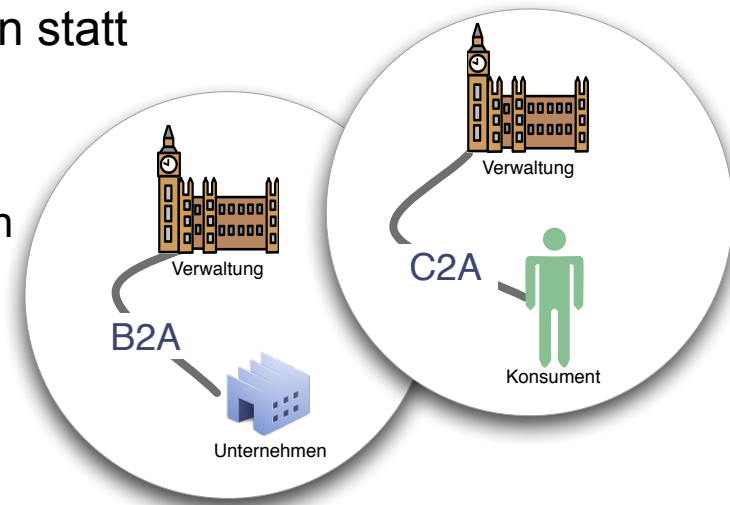 n statt
n
Verwaltung
B2A
Unternehmen
Verwaltung
C2A
Konsument